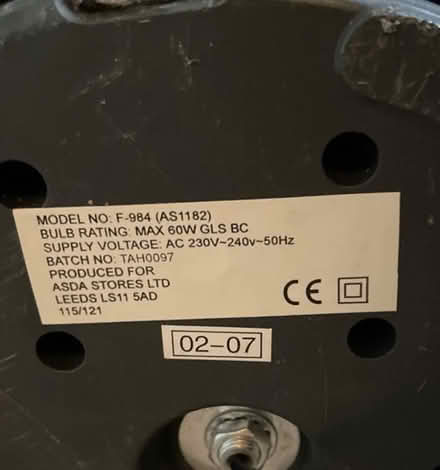 MODEL NO: F-984 (AS1182)
BULB RATING: MAX 60W GLS BC
SUPPLY VOLTAGE: AC 230V~240v~50Hz
BATCH NO: TAH0097
PRODUCED FOR
ASDA STORES LTD
LEEDS LS11 5AD
115/121
CE
02-07